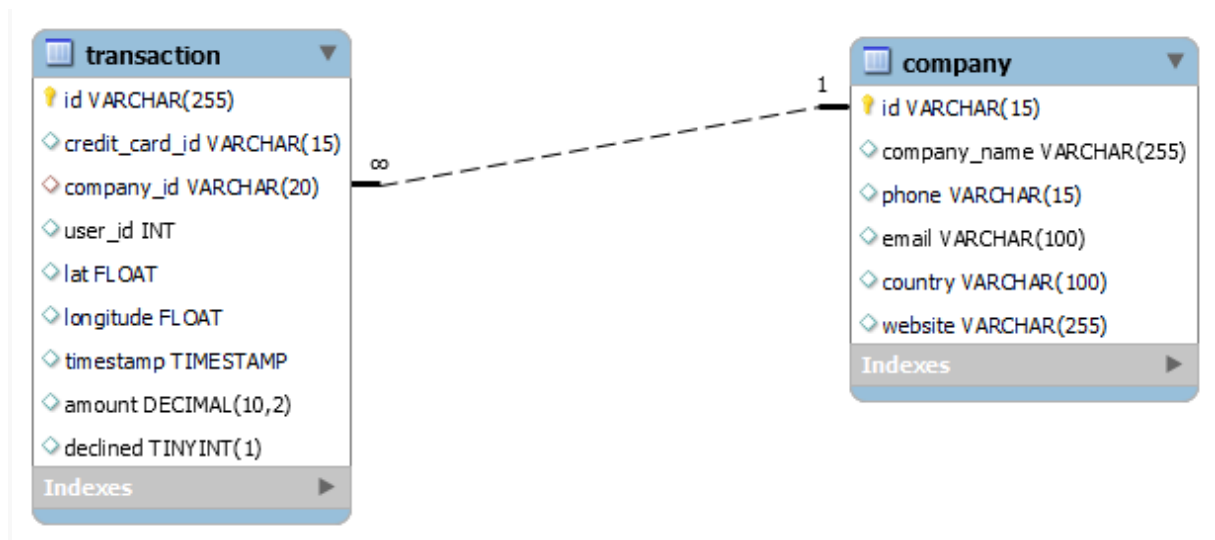 transaction
id VARCHAR(255)
credit_card_id VARCHAR(15)
company_id VARCHAR(20)
user_id INT
lat FLOAT
longitude FLOAT
timestamp TIMESTAMP
amount DECIMAL(10,2)
declined TINYINT(1)
Indexes
∞
1
company
id VARCHAR(15)
company_name VARCHAR(255)
phone VARCHAR(15)
email VARCHAR(100)
country VARCHAR(100)
website VARCHAR(255)
Indexes